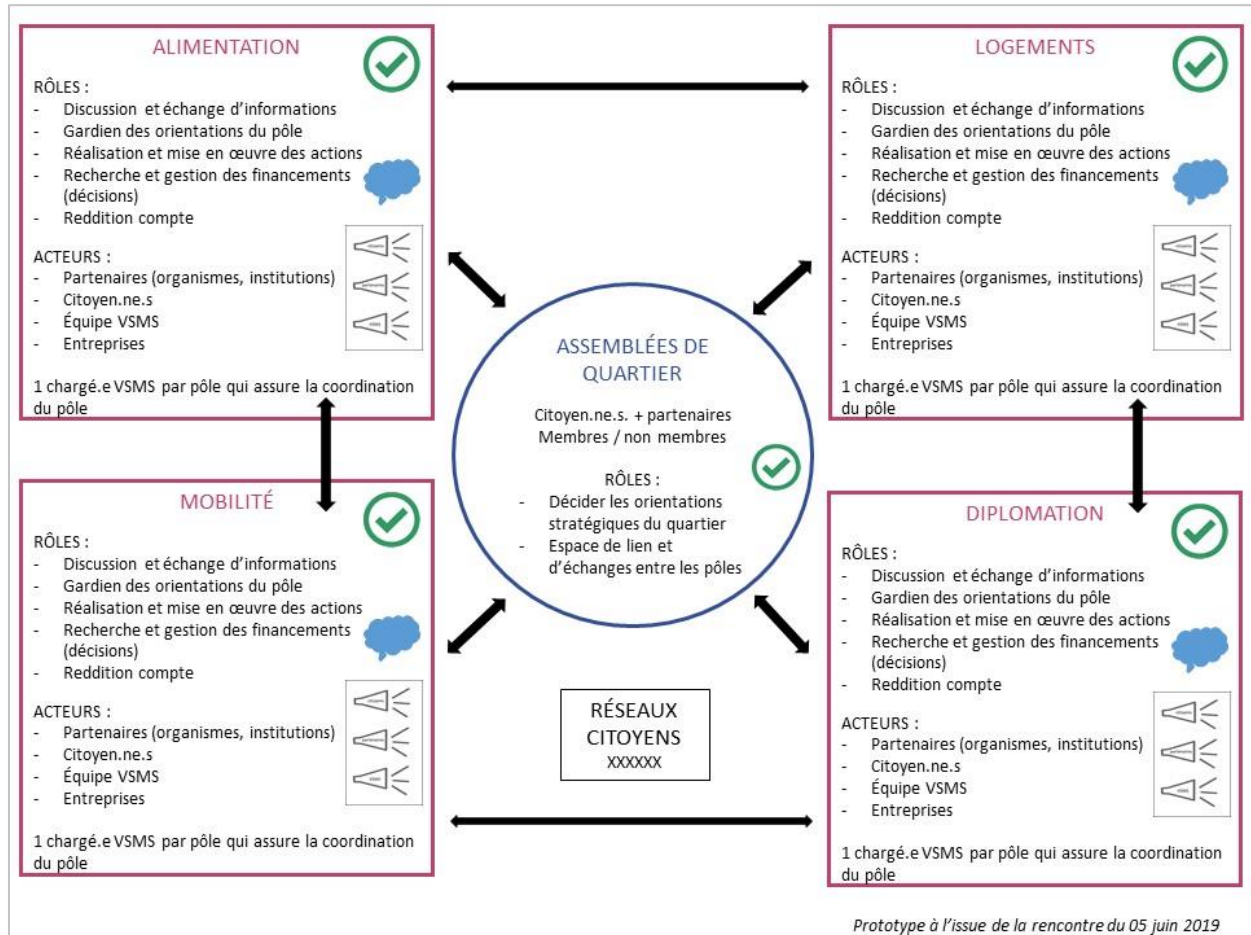 ALIMENTATION
RÔLES :
- Discussion et échange d'informations
- Gardien des orientations du pôle
- Réalisation et mise en œuvre des actions
- Recherche et gestion des financements
(décisions)
- Reddition compte
ACTEURS :
- Partenaires (organismes, institutions)
- Citoyen.ne.s
- Équipe VSMS
- Entreprises
1 chargé.e VSMS par pôle qui assure la coordination
du pôle
LOGEMENTS
RÔLES :
- Discussion et échange d'informations
- Gardien des orientations du pôle
- Réalisation et mise en œuvre des actions
- Recherche et gestion des financements
(décisions)
- Reddition compte
ACTEURS :
- Partenaires (organismes, institutions)
- Citoyen.ne.s
- Équipe VSMS
- Entreprises
1 chargé.e VSMS par pôle qui assure la coordination
du pôle
ASSEMBLÉES DE
QUARTIER
Citoyen.ne.s. + partenaires
Membres / non membres
RÔLES :
- Décider les orientations
stratégiques du quartier
- Espace de lien et
d'échanges entre les pôles
MOBILITÉ
RÔLES :
- Discussion et échange d'informations
- Gardien des orientations du pôle
- Réalisation et mise en œuvre des actions
- Recherche et gestion des financements
(décisions)
- Reddition compte
ACTEURS :
- Partenaires (organismes, institutions)
- Citoyen.ne.s
- Équipe VSMS
- Entreprises
1 chargé.e VSMS par pôle qui assure la coordination
du pôle
RÉSEAUX
CITOYENS
XXXXXX
DIPLOMATION
RÔLES :
- Discussion et échange d'informations
- Gardien des orientations du pôle
- Réalisation et mise en œuvre des actions
- Recherche et gestion des financements
(décisions)
- Reddition compte
ACTEURS :
- Partenaires (organismes, institutions)
- Citoyen.ne.s
- Équipe VSMS
- Entreprises
1 chargé.e VSMS par pôle qui assure la coordination
du pôle
Prototype à l'issue de la rencontre du 05 juin 2019